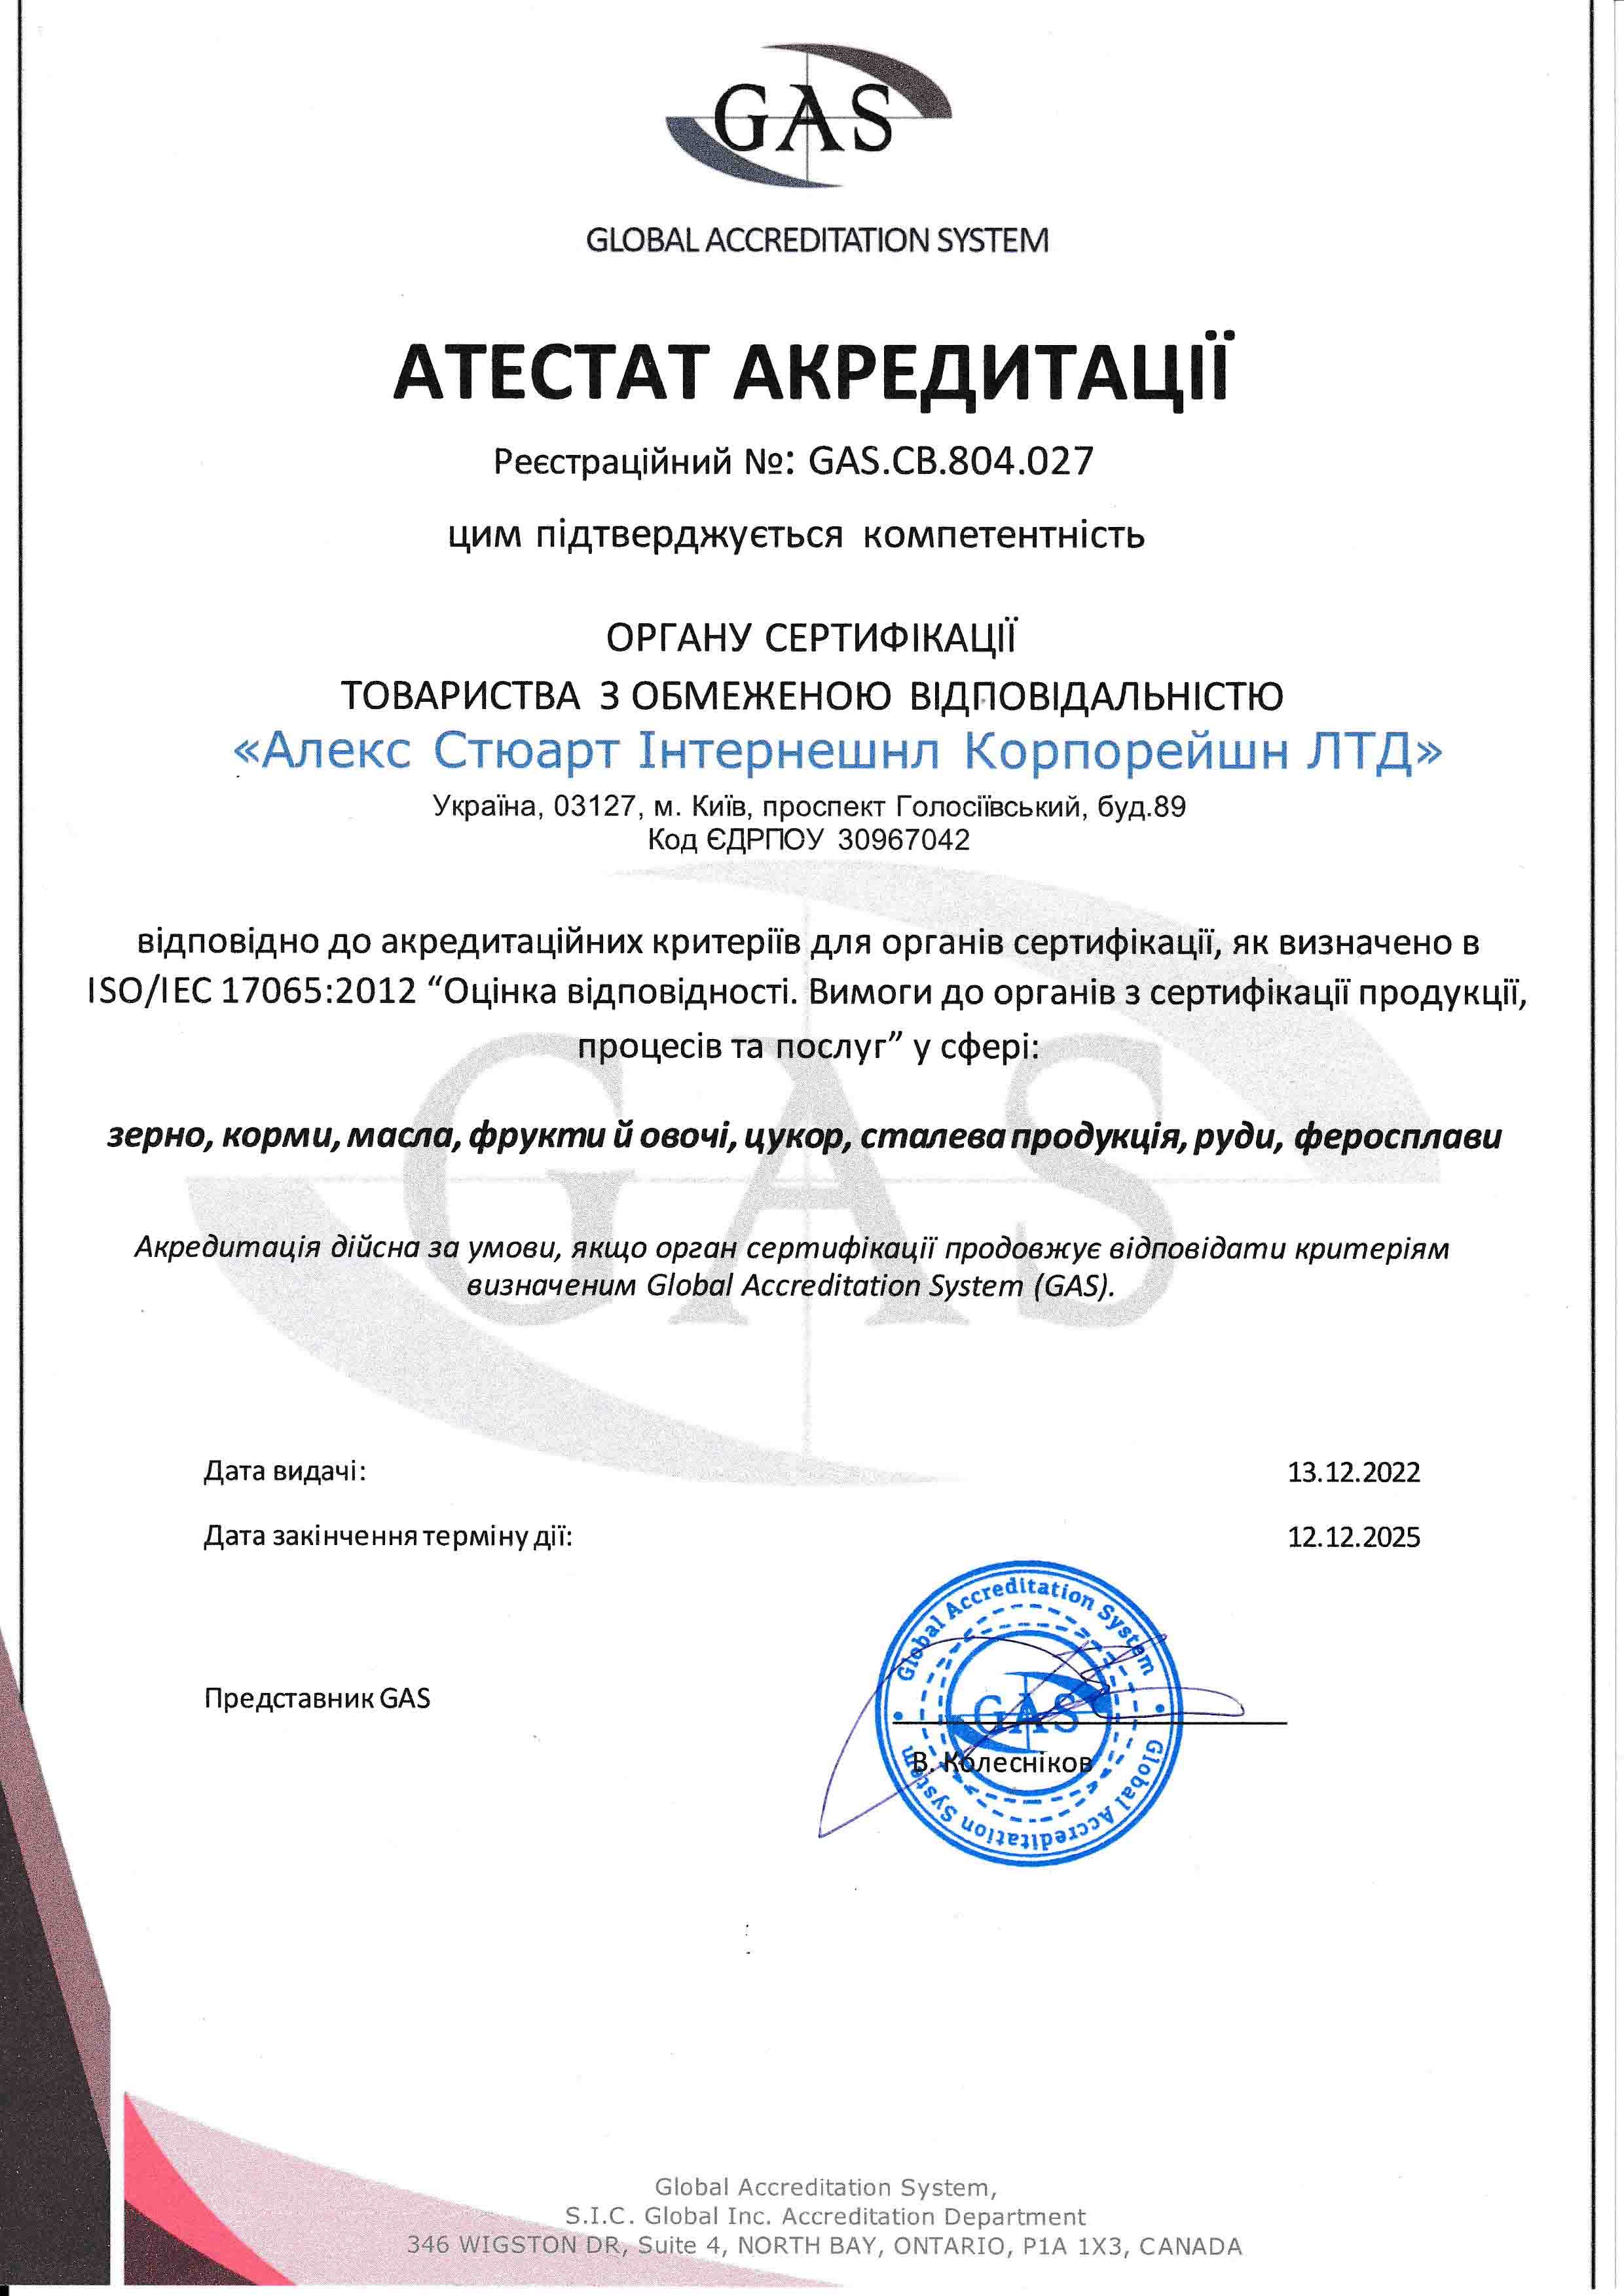 GAS
GLOBAL ACCREDITATION SYSTEM
АТЕСТАТ АКРЕДИТАЦІЇ
Реєстраційний №: GAS.CB.804.027
цим підтверджується компетентність
ОРГАНУ СЕРТИФІКАЦІЇ
ТОВАРИСТВА З ОБМЕЖЕНОЮ ВІДПОВІДАЛЬНІСТЮ
«Алекс Стюарт Інтернешнл Корпорейшн ЛТД»
Україна, 03127, м. Київ, проспект Голосіївський, буд.89
Код ЄДРПОУ 30967042
відповідно до акредитаційних критеріїв для органів сертифікації, як визначено в
ISO/IEC 17065:2012 “Оцінка відповідності. Вимоги до органів з сертифікації продукції,
процесів та послуг” у сфері:
зерно, корми, масла, фрукти й овочі, цукор, сталева продукція, руди, феросплави
GAS
Акредитація дійсна за умови, якщо орган сертифікації продовжує відповідати критеріям
визначеним Global Accreditation System (GAS).
Дата видачі: 13.12.2022
Дата закінчення терміну дії: 12.12.2025
Представник GAS
В. Колесніков
Global Accreditation System • Global Accreditation System •
GAS
Global Accreditation System,
S.I.C. Global Inc. Accreditation Department
346 WIGSTON DR, Suite 4, NORTH BAY, ONTARIO, P1A 1X3, CANADA